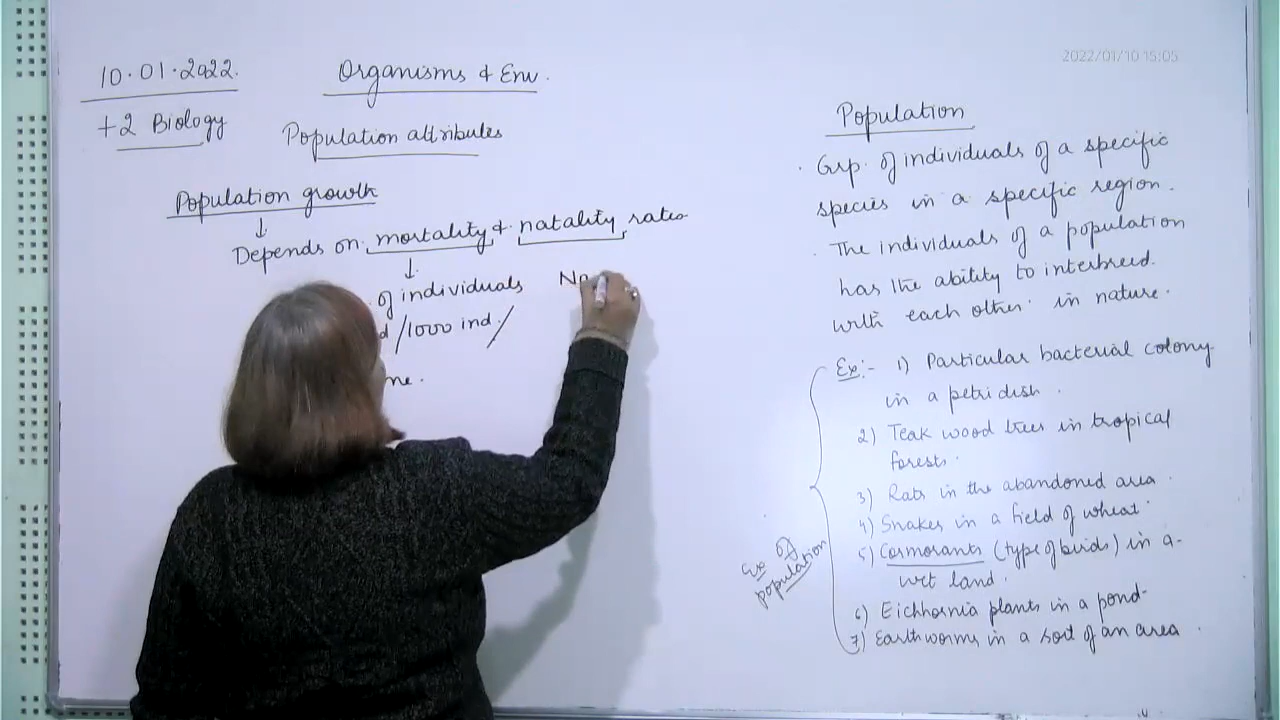 10.01.2022.
+2 Biology
Organisms & Env.
Population attributes
Population growth
↓
Depends on mortality & natality rates
↓
of individuals
/1000 ind./
No
2022/01/10 15:05
Population
. Grp. of individuals of a specific
species in a specific region.
. The individuals of a population
has the ability to interbreed
with each other in nature.
Ex:- 1) Particular bacterial colony
in a petridish.
2) Teak wood trees in tropical
forests.
3) Rats in the abandoned area.
4) Snakes in a field of wheat
5) Cormorants (type of birds) in a
wet land.
6) Eichhornia plants in a pond
7) Earthworms in a sort of an area.
Ex of
population